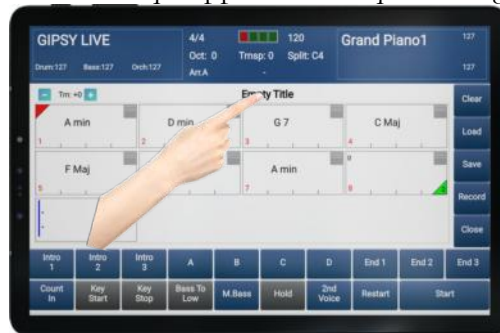 GIPSY LIVE
4/4
120
Grand Piano1
127
Oct: 0
Trnsp: 0
Split: C4
Drum:127
Bass:127
Orch:127
Arr.A
-
127
-
Trn: +0
+
Empty Title
Clear
A min
D min
G 7
C Maj
1
2
3
4
Load
F Maj
A min
Save
5
7
8
Record
Close
Intro 1
Intro 2
Intro 3
A
B
C
D
End 1
End 2
End 3
Count In
Key Start
Key Stop
Bass To Low
M.Bass
Hold
2nd Voice
Restart
Start